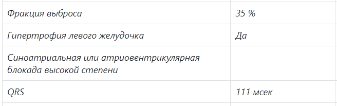 Фракция выброса 35 %
Гипертрофия левого желудочка Да
Синоатриальная или атриовентрикулярная
блокада высокой степени
QRS 111 мсек